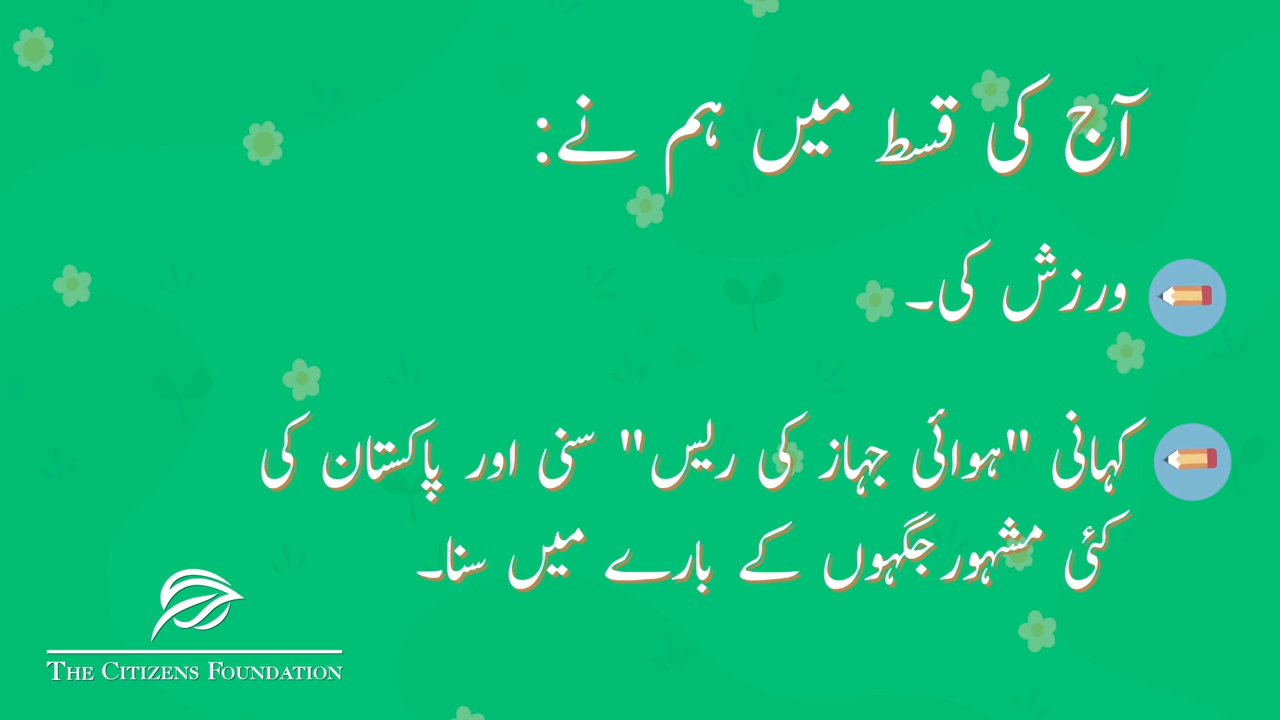 آج کی قسط میں ہم نے:
ورزش کی۔
کہانی "ہوائی جہاز کی ریس" سنی اور پاکستان کی
کئی مشہور جگہوں کے بارے میں سنا۔
THE CITIZENS FOUNDATION